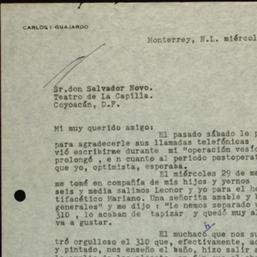 CARLOS I. GUAJARDO
Monterrey, N.L. miércol
Sr.don Salvador Novo.
Teatro de La Capilla.
Coyoacán, D.F.
Mi muy querido amigo:
El pasado sábado le p
para agradecerle sus llamadas telefónicas
vió escribirme durante mi "operación vesíc
prolongó, e n cuanto al período postoperat
que yo, optimista, esperaba.
El miércoles 29 de ma
me tomó en compañía de mis hijos y yernos
seis y media salimos Leonor y yo para el h
tifacético Mariano. Una señorita amable y l
generales" y me dijo: "le hemos separado u
310 , lo acaban de tapizar y quedó muy al
va a gustar.
El muchacó que nos su
tró orgulloso el 310 que, efectivamente, ac
y pintado, nos enseñó el baño, hizo salir a